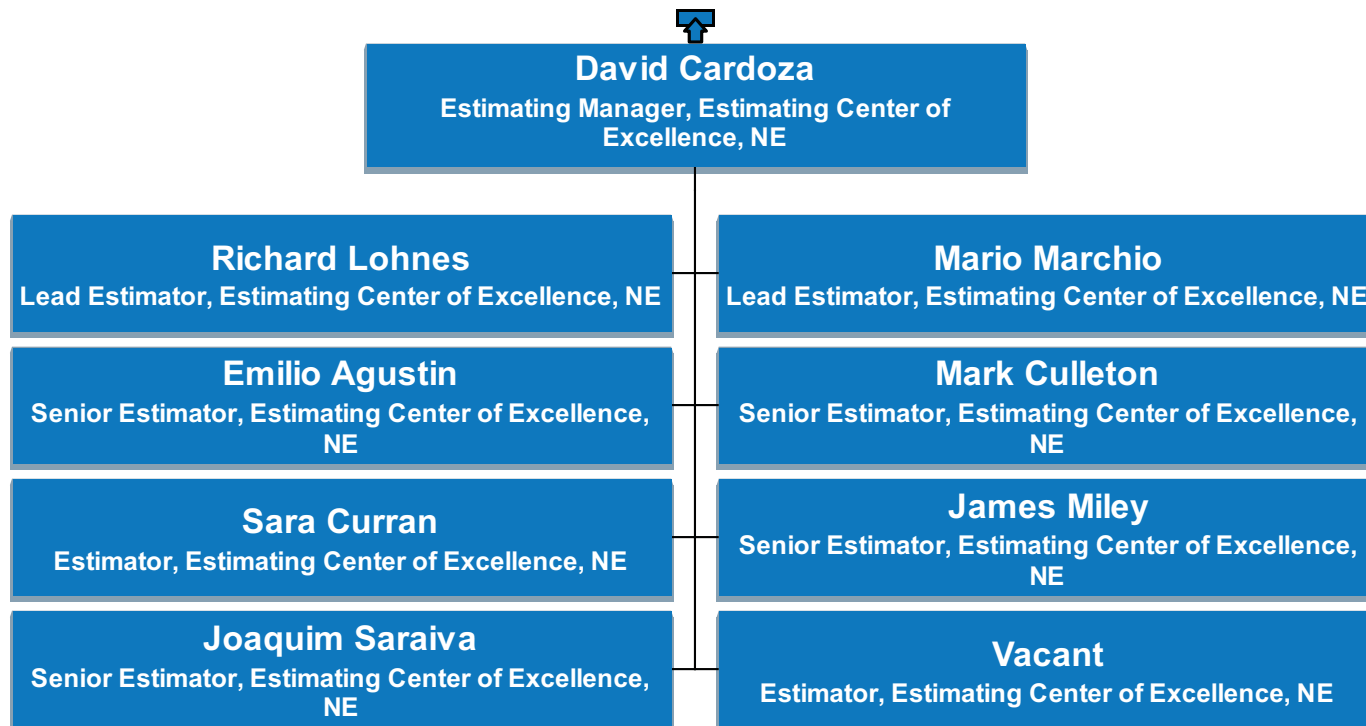 David Cardoza
Estimating Manager, Estimating Center of
Excellence, NE
Richard Lohnes
Lead Estimator, Estimating Center of Excellence, NE
Mario Marchio
Lead Estimator, Estimating Center of Excellence, NE
Emilio Agustin
Senior Estimator, Estimating Center of Excellence,
NE
Mark Culleton
Senior Estimator, Estimating Center of Excellence,
NE
Sara Curran
Estimator, Estimating Center of Excellence, NE
James Miley
Senior Estimator, Estimating Center of Excellence,
NE
Joaquim Saraiva
Senior Estimator, Estimating Center of Excellence,
NE
Vacant
Estimator, Estimating Center of Excellence, NE